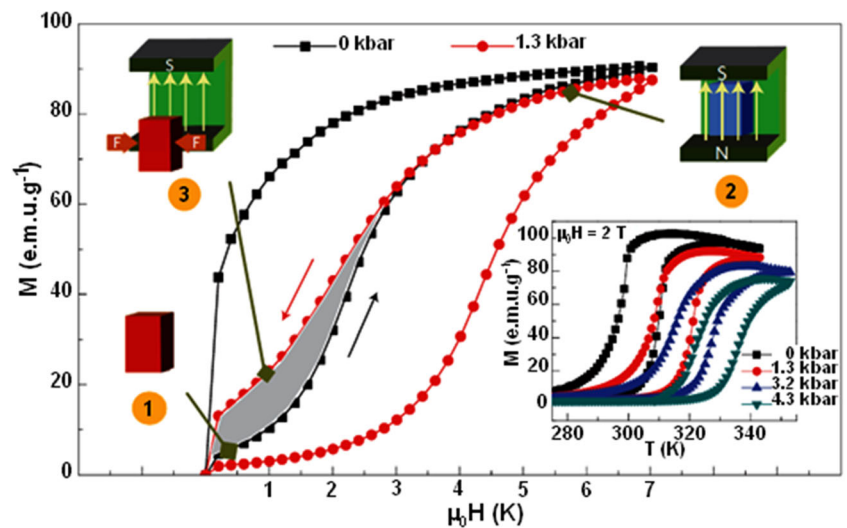 100
80
60
40
20
0
M (e.m.u.g-1)
0 kbar
1.3 kbar
S
F
F
3
1
S
N
2
1
2
3
4
5
6
7
μ₀H (K)
μ₀H = 2 T
100
80
60
40
20
0
M (e.m.u.g-1)
0 kbar
1.3 kbar
3.2 kbar
4.3 kbar
280
300
320
340
T (K)